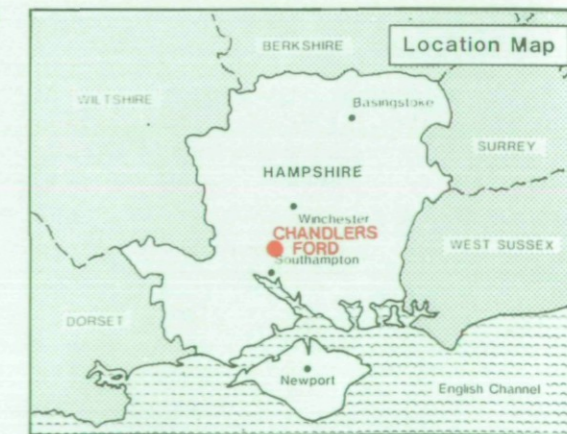 BERKSHIRE
Location Map
WILTSHIRE
Basingstoke
SURREY
HAMPSHIRE
Winchester
CHANDLERS
FORD
WEST SUSSEX
Southampton
DORSET
Newport
English Channel